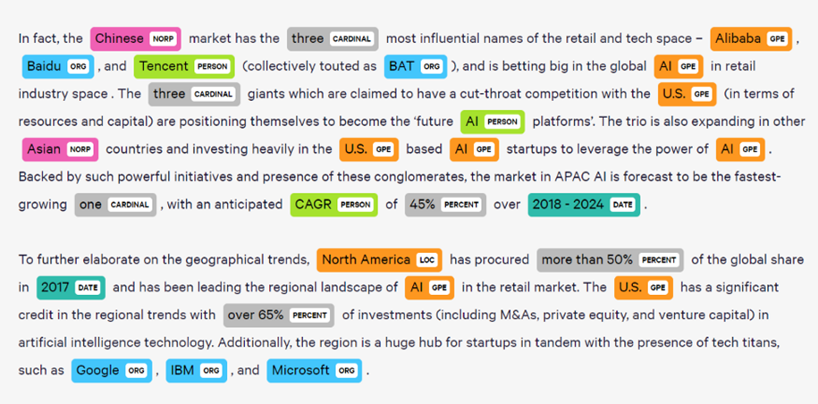 In fact, the Chinese NORP market has the three CARDINAL most influential names of the retail and tech space – Alibaba GPE ,
Baidu ORG , and Tencent PERSON (collectively touted as BAT ORG ), and is betting big in the global AI GPE in retail
industry space . The three CARDINAL giants which are claimed to have a cut-throat competition with the U.S. GPE (in terms of
resources and capital) are positioning themselves to become the ‘future AI PERSON platforms’. The trio is also expanding in other
Asian NORP countries and investing heavily in the U.S. GPE based AI GPE startups to leverage the power of AI GPE .
Backed by such powerful initiatives and presence of these conglomerates, the market in APAC AI is forecast to be the fastest-
growing one CARDINAL , with an anticipated CAGR PERSON of 45% PERCENT over 2018 - 2024 DATE .
To further elaborate on the geographical trends, North America LOC has procured more than 50% PERCENT of the global share
in 2017 DATE and has been leading the regional landscape of AI GPE in the retail market. The U.S. GPE has a significant
credit in the regional trends with over 65% PERCENT of investments (including M&As, private equity, and venture capital) in
artificial intelligence technology. Additionally, the region is a huge hub for startups in tandem with the presence of tech titans,
such as Google ORG , IBM ORG , and Microsoft ORG .